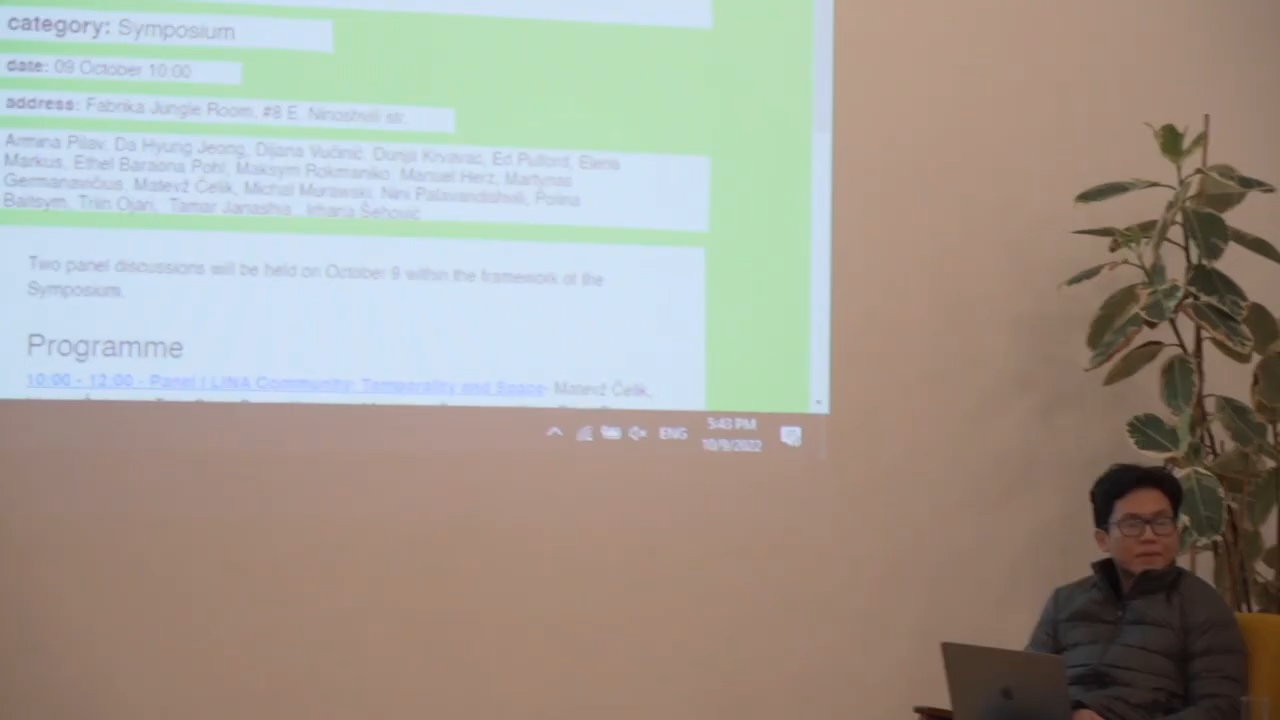 category: Symposium
date: 09 October 10:00
address: Fabrika Jungle Room, #8 E. Ninoshvili str.
Armina Pilav, Da Hyung Jeong, Dijana Vučinić, Dunja Krvavac, Ed Pulford, Elena
Markus, Ethel Baraona Pohl, Maksym Rokmaniko, Manuel Herz, Martynas
Germanavičius, Matevž Čelik, Michał Murawski, Nini Palavandishvili, Polina
Baitsym, Triin Ojari, Tamar Janashia, Irhana Šehović
Two panel discussions will be held on October 9 within the framework of the
Symposium.
Programme
10:00 - 12:00 - Panel I LINA Community: Temporality and Space- Matevž Čelik,
ENG
5:43 PM
10/9/2022